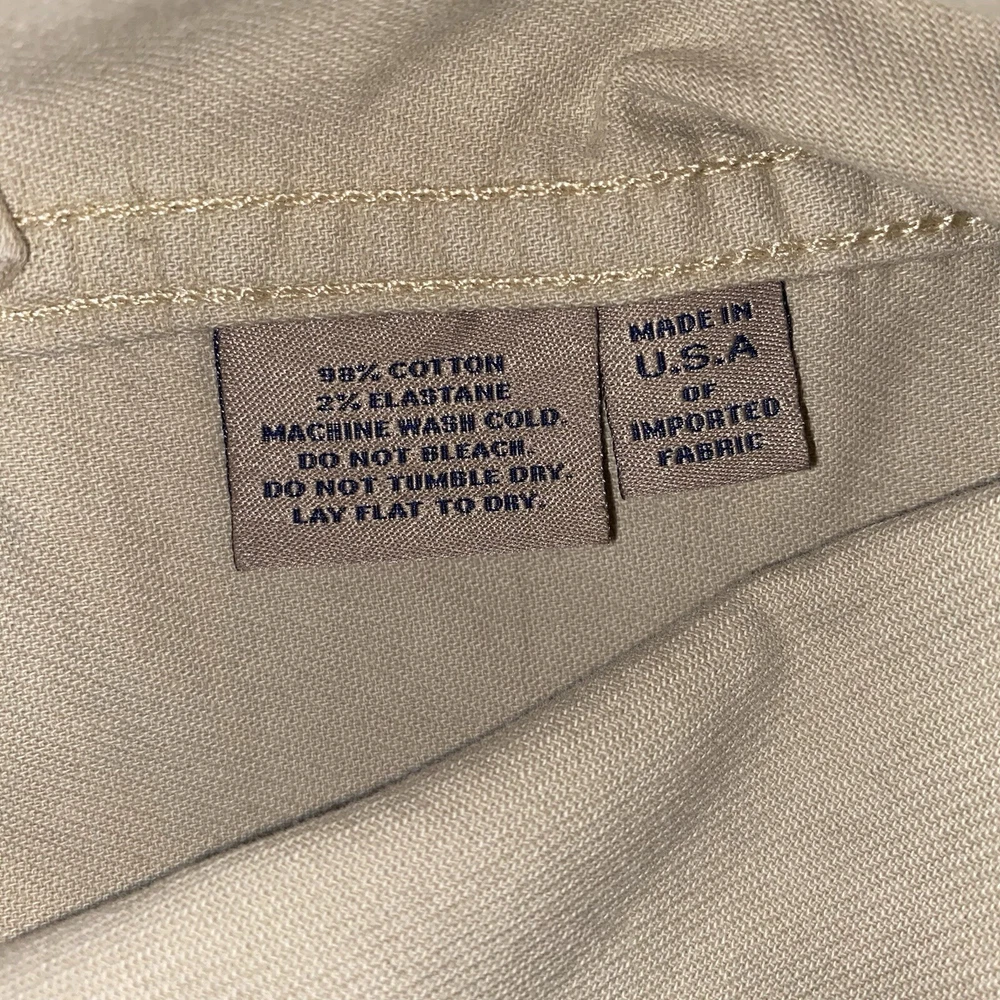 98% COTTON
2% ELASTANE
MACHINE WASH COLD.
DO NOT BLEACH.
DO NOT TUMBLE DRY.
LAY FLAT TO DRY.
MADE IN
U.S.A
OF
IMPORTED
FABRIC